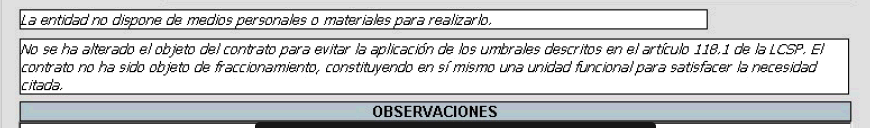 La entidad no dispone de medios personales o materiales para realizarlo.
No se ha alterado el objeto del contrato para evitar la aplicación de los umbrales descritos en el artículo 118.1 de la LCSP. El
contrato no ha sido objeto de fraccionamiento, constituyendo en sí mismo una unidad funcional para satisfacer la necesidad
citada.
OBSERVACIONES